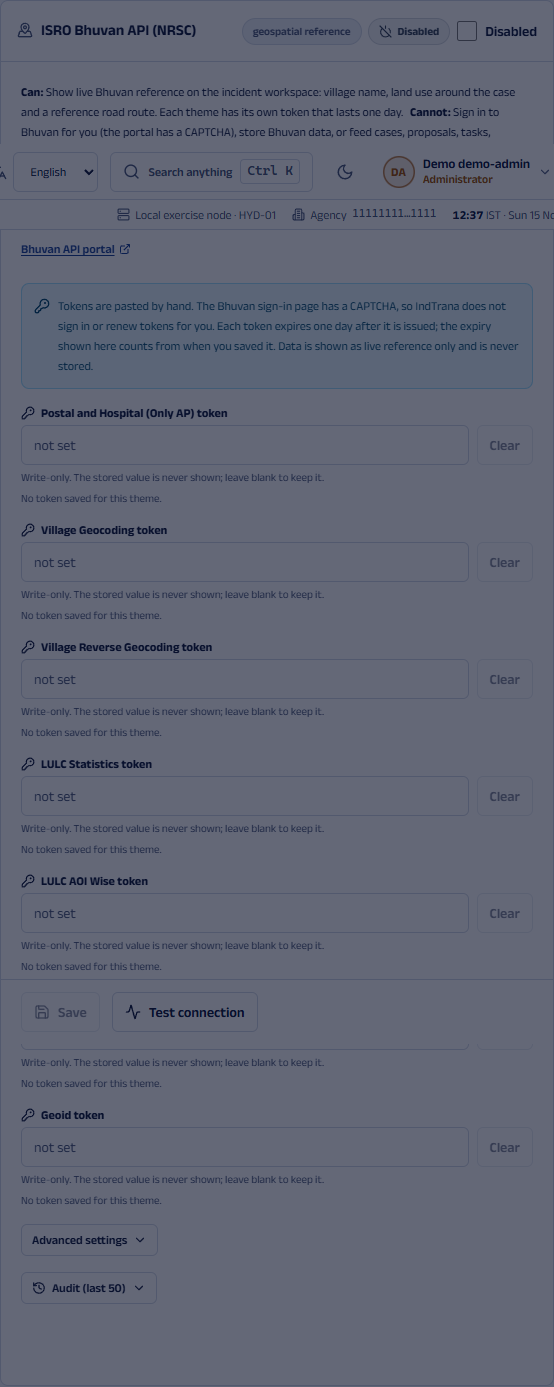 ISRO Bhuvan API (NRSC)
geospatial reference
Disabled
Disabled
Can: Show live Bhuvan reference on the incident workspace: village name, land use around the case
and a reference road route. Each theme has its own token that lasts one day. Cannot: Sign in to
Bhuvan for you (the portal has a CAPTCHA), store Bhuvan data, or feed cases, proposals, tasks,
English
Search anything
Ctrl K
DA
Demo demo-admin
Administrator
Local exercise node · HYD-01
Agency 11111111…1111
12:37 IST · Sun 15 No
Bhuvan API portal
Tokens are pasted by hand. The Bhuvan sign-in page has a CAPTCHA, so IndTrana does not
sign in or renew tokens for you. Each token expires one day after it is issued; the expiry
shown here counts from when you saved it. Data is shown as live reference only and is never
stored.
Postal and Hospital (Only AP) token
not set
Clear
Write-only. The stored value is never shown; leave blank to keep it.
No token saved for this theme.
Village Geocoding token
not set
Clear
Write-only. The stored value is never shown; leave blank to keep it.
No token saved for this theme.
Village Reverse Geocoding token
not set
Clear
Write-only. The stored value is never shown; leave blank to keep it.
No token saved for this theme.
LULC Statistics token
not set
Clear
Write-only. The stored value is never shown; leave blank to keep it.
No token saved for this theme.
LULC AOI Wise token
not set
Clear
Write-only. The stored value is never shown; leave blank to keep it.
No token saved for this theme.
Save
Test connection
Write-only. The stored value is never shown; leave blank to keep it.
No token saved for this theme.
Geoid token
not set
Clear
Write-only. The stored value is never shown; leave blank to keep it.
No token saved for this theme.
Advanced settings
Audit (last 50)